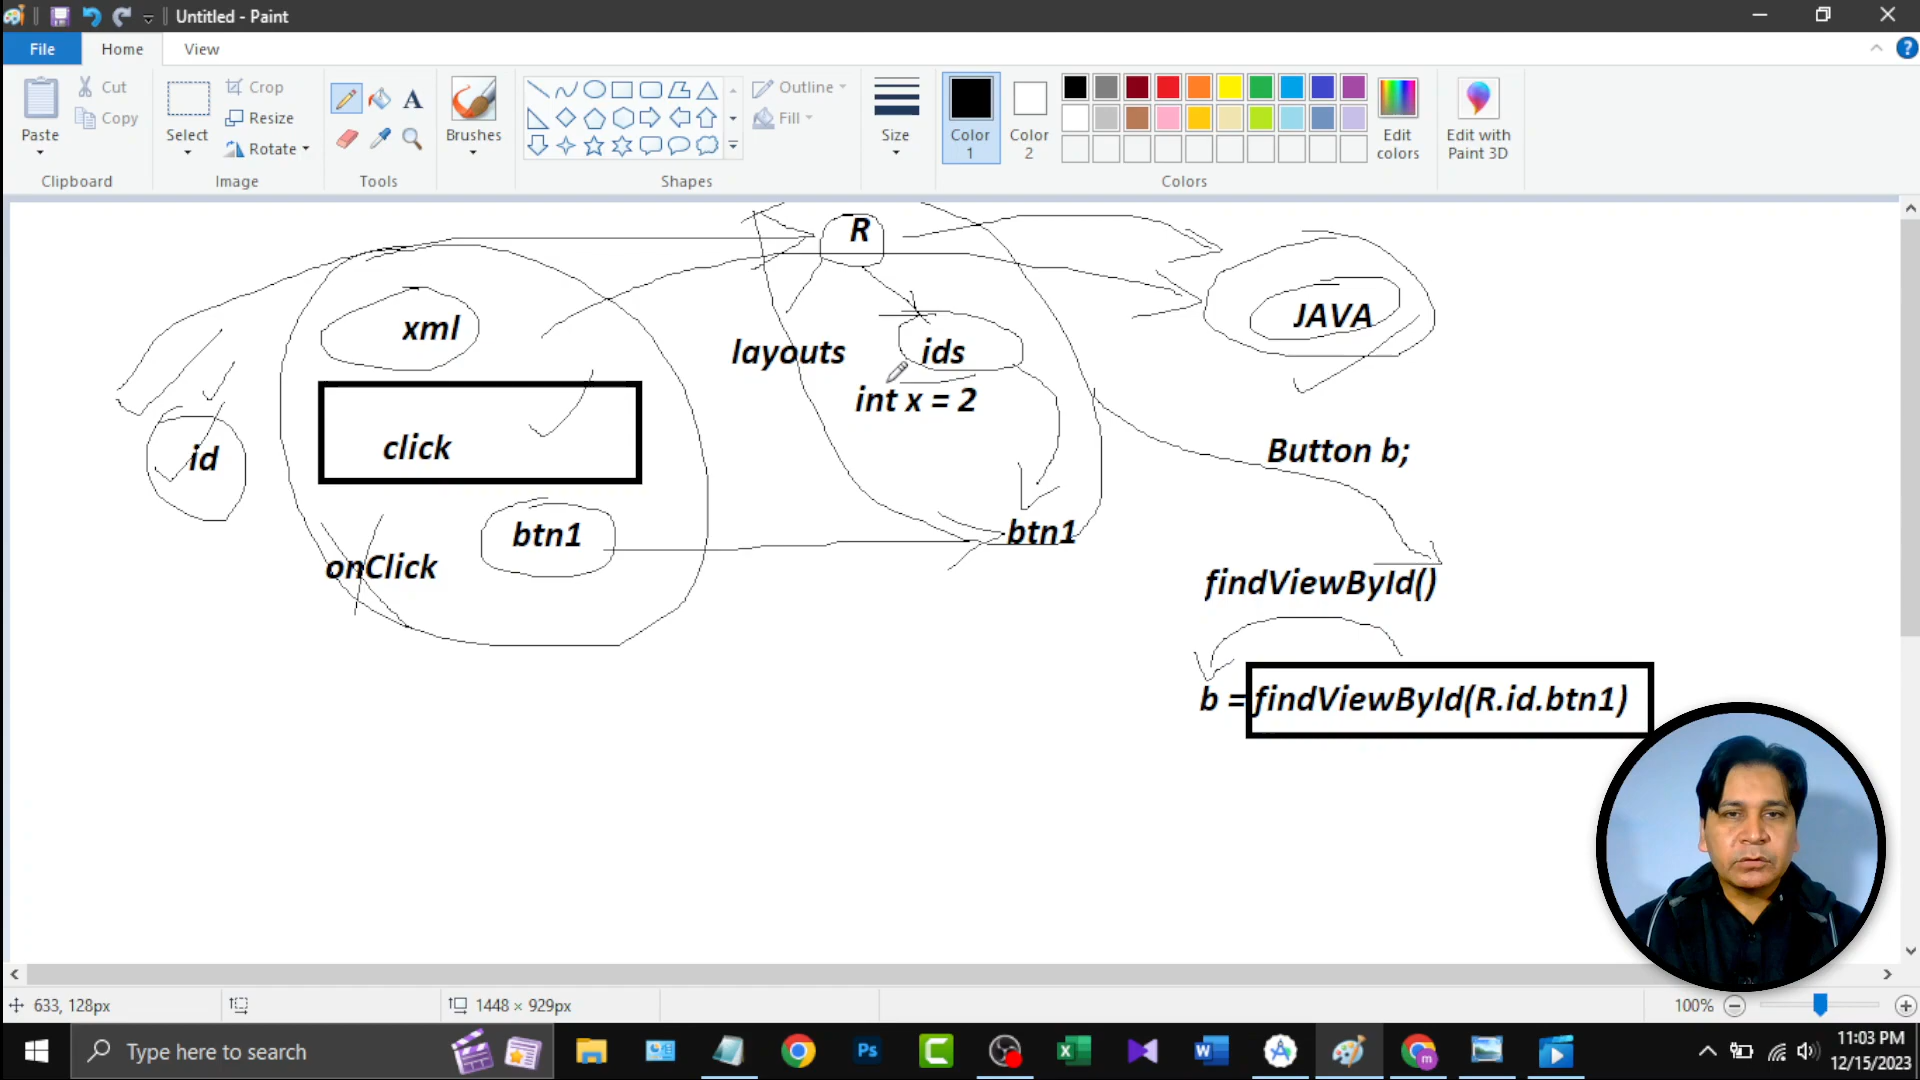 Untitled - Paint
File
Home
View
Paste
Cut
Copy
Clipboard
Select
Crop
Resize
Rotate
Image
Tools
Brushes
Shapes
Outline
Fill
Size
Color
1
Color
2
Colors
Edit
colors
Edit with
Paint 3D
R
xml
layouts
ids
JAVA
int x = 2
click
id
Button b;
btn1
btn1
onClick
findViewById()
b = findViewById(R.id.btn1)
633, 128px
1448 × 929px
100%
Type here to search
Ps
11:03 PM
12/15/2023